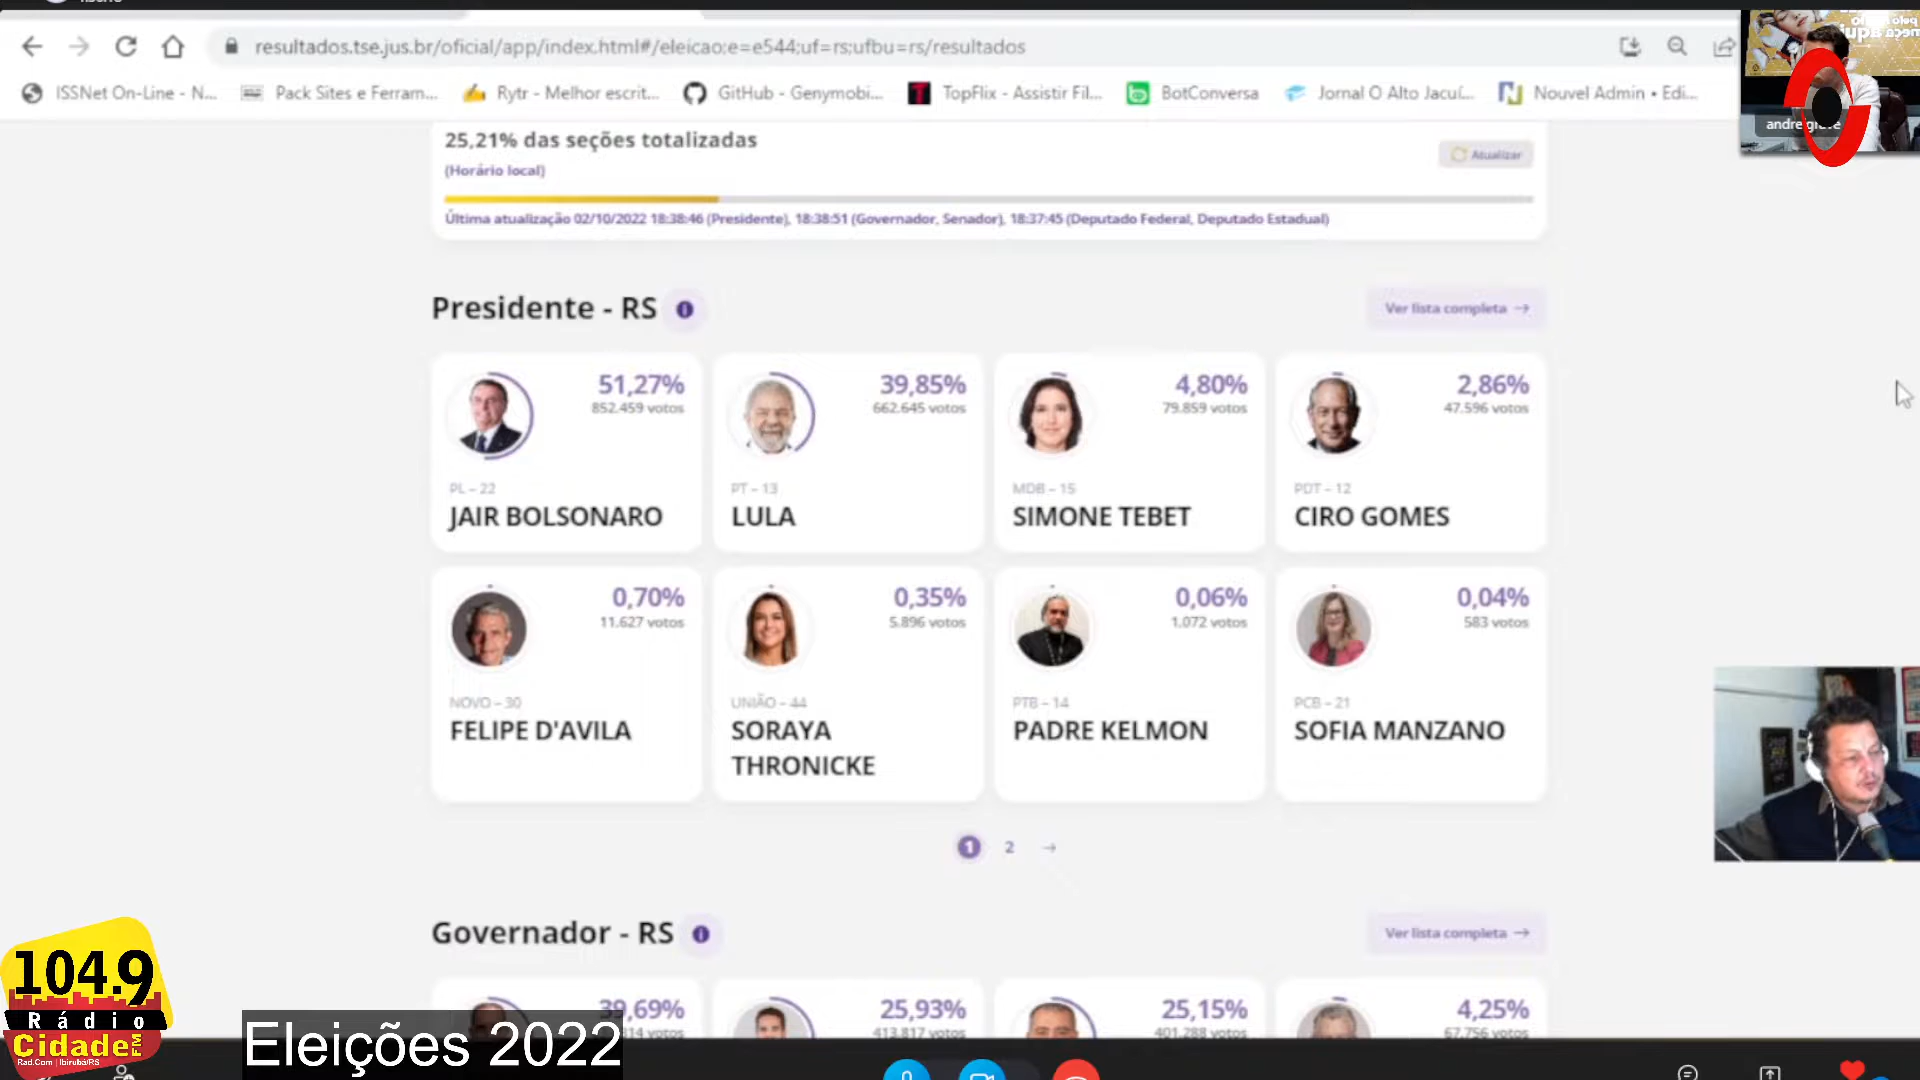 resultados.tse.jus.br/oficial/app/index.html#/eleicao;e=e544;uf=rs;ufbu=rs/resultados
ISSNet On-Line - N...
Pack Sites e Ferram...
Rytr - Melhor escrit...
GitHub - Genymobi...
TopFlix - Assistir Fil...
BotConversa
Jornal O Alto Jacuí...
Nouvel Admin • Edi...
25,21% das seções totalizadas
Atualizar
(Horário local)
Última atualização 02/10/2022 18:38:46 (Presidente), 18:38:51 (Governador, Senador), 18:37:45 (Deputado Federal, Deputado Estadual)
Presidente - RS
Ver lista completa →
51,27%
852.459 votos
PL - 22
JAIR BOLSONARO
39,85%
662.645 votos
PT - 13
LULA
4,80%
79.859 votos
MDB - 15
SIMONE TEBET
2,86%
47.596 votos
PDT - 12
CIRO GOMES
0,70%
11.627 votos
NOVO - 30
FELIPE D'AVILA
0,35%
5.896 votos
UNIÃO - 44
SORAYA
THRONICKE
0,06%
1.072 votos
PTB - 14
PADRE KELMON
0,04%
583 votos
PCB - 21
SOFIA MANZANO
1 2 →
Governador - RS
Ver lista completa →
39,69%
votos
25,93%
413.817 votos
25,15%
401.288 votos
4,25%
67.756 votos
104.9
Rádio
Cidade FM
Rad.Com | Ibirubá/RS
Eleições 2022